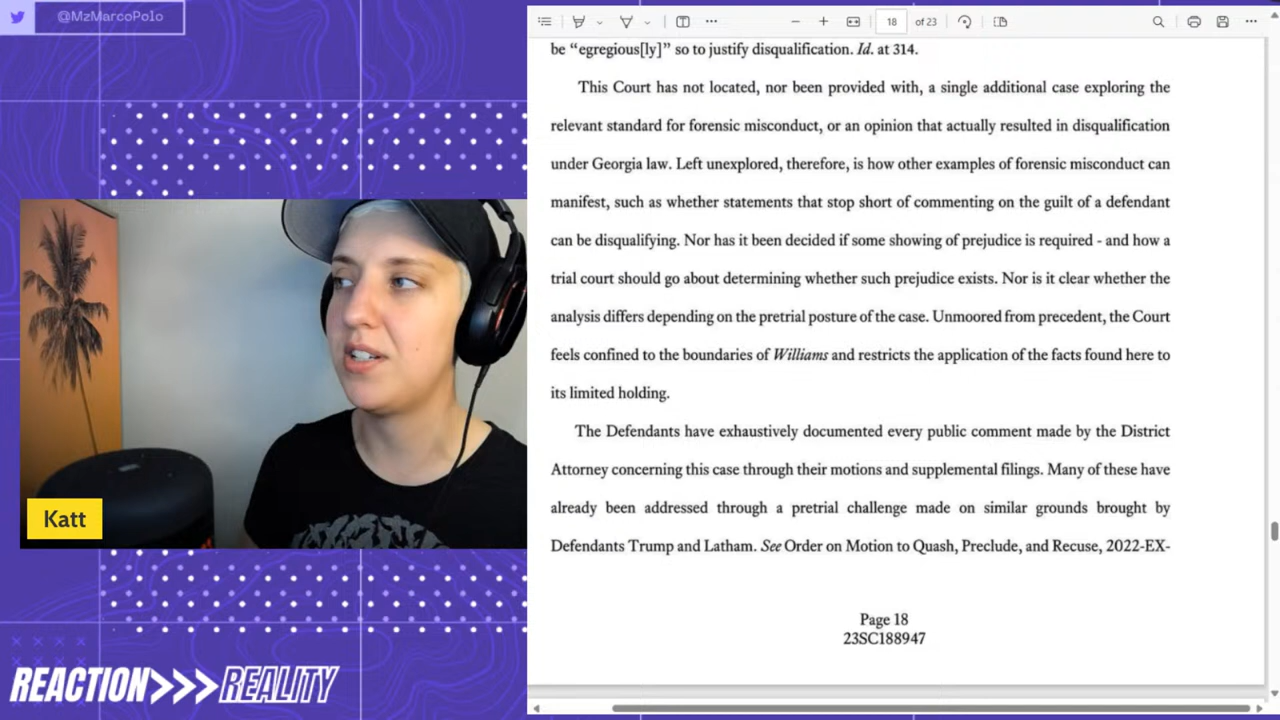 @MzMarcoPolo
18 of 23
be “egregious[ly]” so to justify disqualification. Id. at 314.
This Court has not located, nor been provided with, a single additional case exploring the
relevant standard for forensic misconduct, or an opinion that actually resulted in disqualification
under Georgia law. Left unexplored, therefore, is how other examples of forensic misconduct can
manifest, such as whether statements that stop short of commenting on the guilt of a defendant
can be disqualifying. Nor has it been decided if some showing of prejudice is required - and how a
trial court should go about determining whether such prejudice exists. Nor is it clear whether the
analysis differs depending on the pretrial posture of the case. Unmoored from precedent, the Court
feels confined to the boundaries of Williams and restricts the application of the facts found here to
its limited holding.
The Defendants have exhaustively documented every public comment made by the District
Attorney concerning this case through their motions and supplemental filings. Many of these have
already been addressed through a pretrial challenge made on similar grounds brought by
Defendants Trump and Latham. See Order on Motion to Quash, Preclude, and Recuse, 2022-EX-
Page 18
23SC188947
Katt
REACTION>>>REALITY